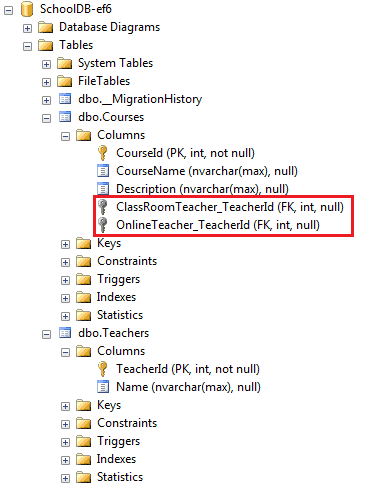 SchoolDB-ef6
Database Diagrams
Tables
System Tables
FileTables
dbo.__MigrationHistory
dbo.Courses
Columns
CourseId (PK, int, not null)
CourseName (nvarchar(max), null)
Description (nvarchar(max), null)
ClassRoomTeacher_TeacherId (FK, int, null)
OnlineTeacher_TeacherId (FK, int, null)
Keys
Constraints
Triggers
Indexes
Statistics
dbo.Teachers
Columns
TeacherId (PK, int, not null)
Name (nvarchar(max), null)
Keys
Constraints
Triggers
Indexes
Statistics